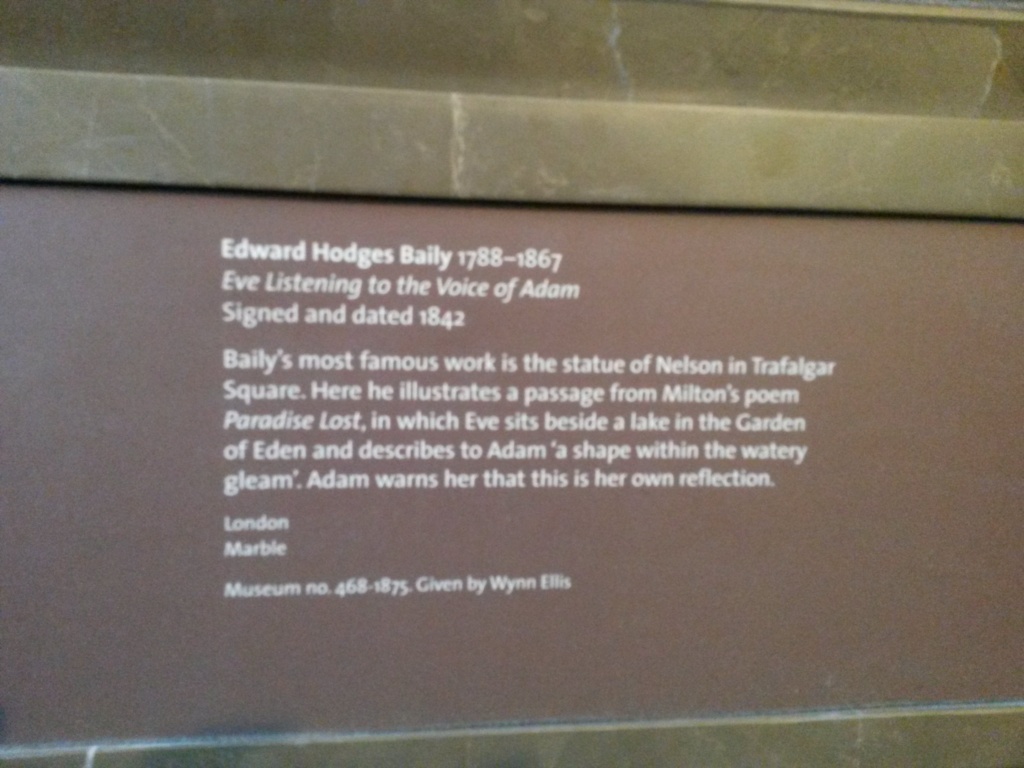 Edward Hodges Baily 1788–1867
Eve Listening to the Voice of Adam
Signed and dated 1842
Baily's most famous work is the statue of Nelson in Trafalgar
Square. Here he illustrates a passage from Milton's poem
Paradise Lost, in which Eve sits beside a lake in the Garden
of Eden and describes to Adam 'a shape within the watery
gleam'. Adam warns her that this is her own reflection.
London
Marble
Museum no. 468-1875. Given by Wynn Ellis